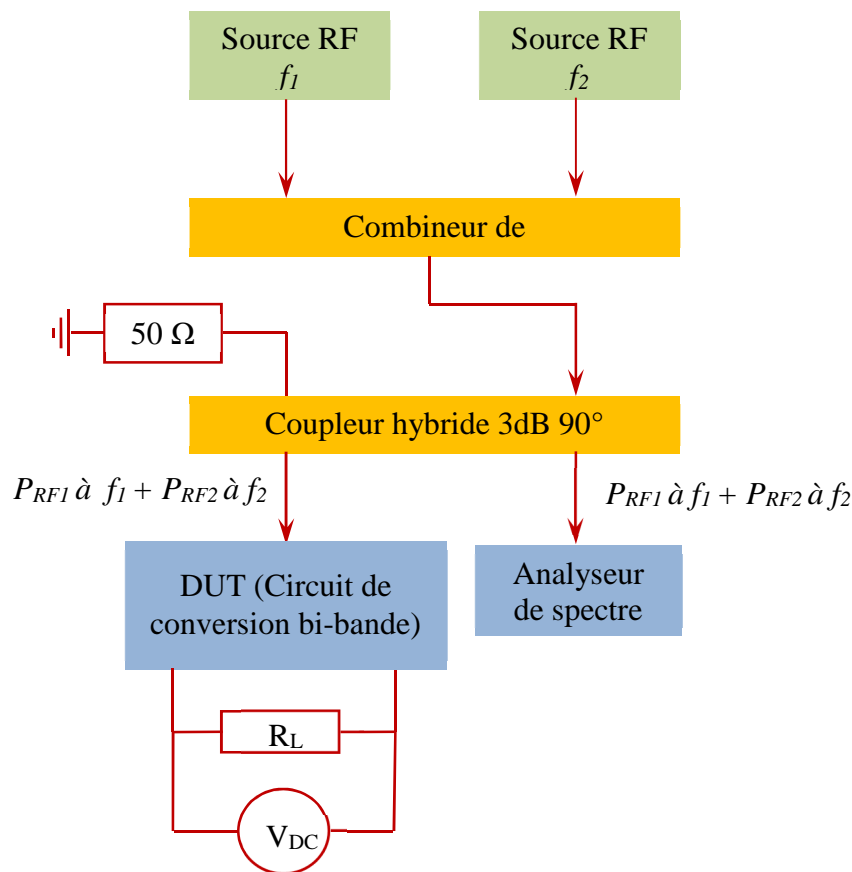 Source RF
f1
Source RF
f2
Combineur de
50 Ω
Coupleur hybride 3dB 90°
PRF1 à f1 + PRF2 à f2
PRF1 à f1 + PRF2 à f2
DUT (Circuit de
conversion bi-bande)
Analyseur
de spectre
RL
VDC